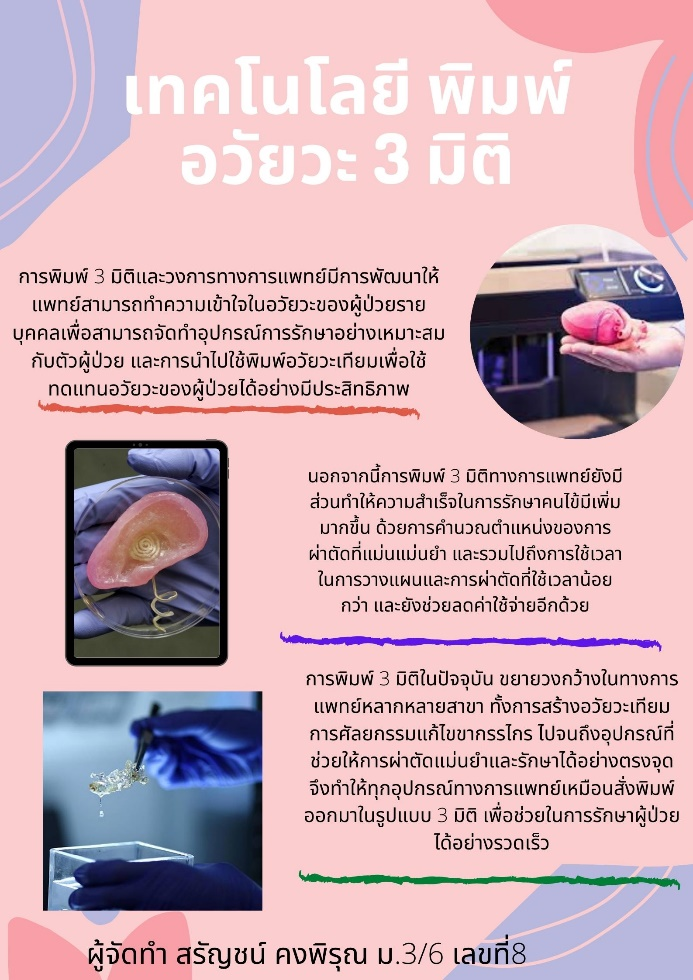 เทคโนโลยี พิมพ์
อวัยวะ 3 มิติ
การพิมพ์ 3 มิติและวงการทางการแพทย์มีการพัฒนาให้
แพทย์สามารถทำความเข้าใจในอวัยวะของผู้ป่วยราย
บุคคลเพื่อสามารถจัดทำอุปกรณ์การรักษาอย่างเหมาะสม
กับตัวผู้ป่วย และการนำไปใช้พิมพ์อวัยวะเทียมเพื่อใช้
ทดแทนอวัยวะของผู้ป่วยได้อย่างมีประสิทธิภาพ
นอกจากนี้การพิมพ์ 3 มิติทางการแพทย์ยังมี
ส่วนทำให้ความสำเร็จในการรักษาคนไข้มีเพิ่ม
มากขึ้น ด้วยการคำนวณตำแหน่งของการ
ผ่าตัดที่แม่นแม่นยำ และรวมไปถึงการใช้เวลา
ในการวางแผนและการผ่าตัดที่ใช้เวลาน้อย
กว่า และยังช่วยลดค่าใช้จ่ายอีกด้วย
การพิมพ์ 3 มิติในปัจจุบัน ขยายวงกว้างในทางการ
แพทย์หลากหลายสาขา ทั้งการสร้างอวัยวะเทียม
การศัลยกรรมแก้ไขขากรรไกร ไปจนถึงอุปกรณ์ที่
ช่วยให้การผ่าตัดแม่นยำและรักษาได้อย่างตรงจุด
จึงทำให้ทุกอุปกรณ์ทางการแพทย์เหมือนสั่งพิมพ์
ออกมาในรูปแบบ 3 มิติ เพื่อช่วยในการรักษาผู้ป่วย
ได้อย่างรวดเร็ว
ผู้จัดทำ สรัญชน์ คงพิรุณ ม.3/6 เลขที่8